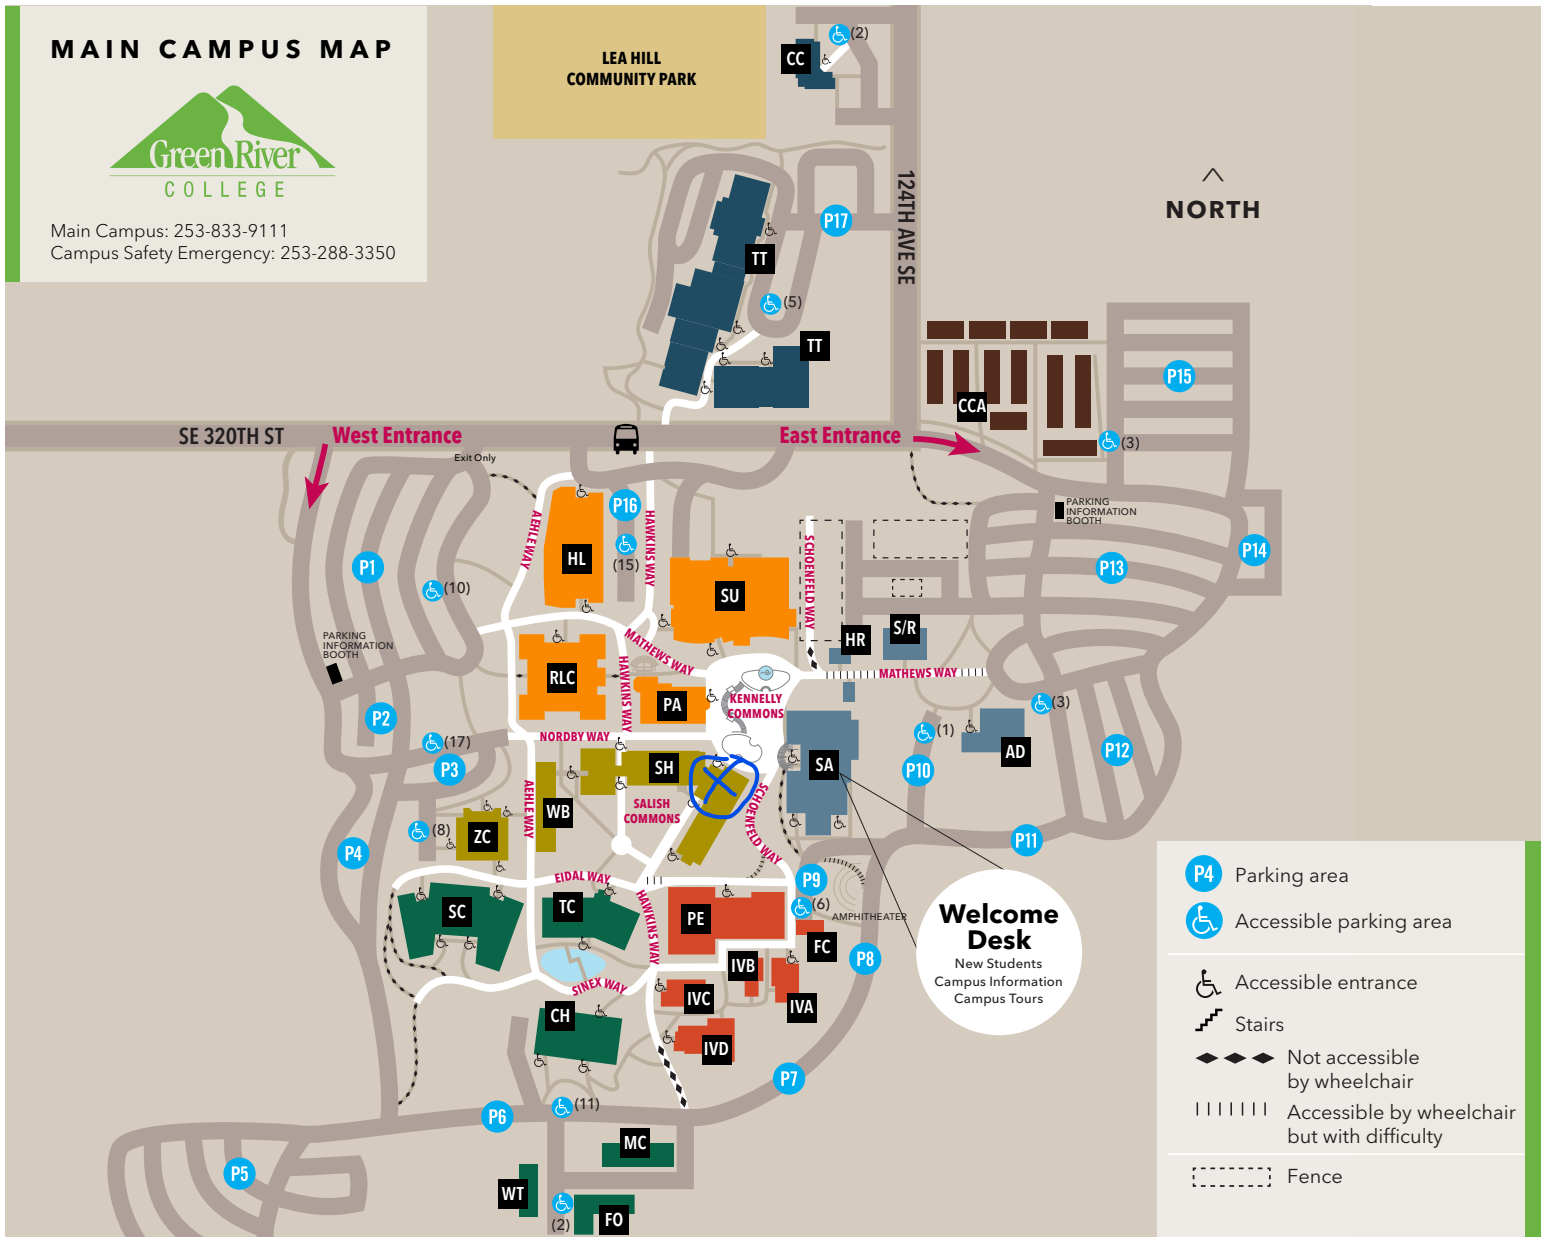 MAIN CAMPUS MAP
Green River
COLLEGE
Main Campus: 253-833-9111
Campus Safety Emergency: 253-288-3350
LEA HILL
COMMUNITY PARK
CC
(2)
124TH AVE SE
NORTH
P17
TT
(5)
TT
P15
CCA
(3)
SE 320TH ST
West Entrance
East Entrance
Exit Only
PARKING
INFORMATION
BOOTH
P16
(15)
AEHLE WAY
HAWKINS WAY
SCHOENFELD WAY
HL
P1
(10)
SU
P13
P14
HR
S/R
PARKING
INFORMATION
BOOTH
MATHEWS WAY
MATHEWS WAY
RLC
HAWKINS WAY
PA
KENNELLY
COMMONS
P2
(17)
P3
NORDBY WAY
(3)
(1)
AD
P12
P10
SH
SA
WB
SALISH
COMMONS
SCHOENFELD WAY
AEHLE WAY
(8)
ZC
P4
P11
EIDAL WAY
P9
(6)
AMPHITHEATER
SC
TC
HAWKINS WAY
PE
FC
P8
IVB
IVA
IVC
IVD
SINEX WAY
CH
Welcome
Desk
New Students
Campus Information
Campus Tours
P7
P6
(11)
MC
P5
WT
(2)
FO
P4
Parking area
Accessible parking area
Accessible entrance
Stairs
Not accessible
by wheelchair
Accessible by wheelchair
but with difficulty
Fence